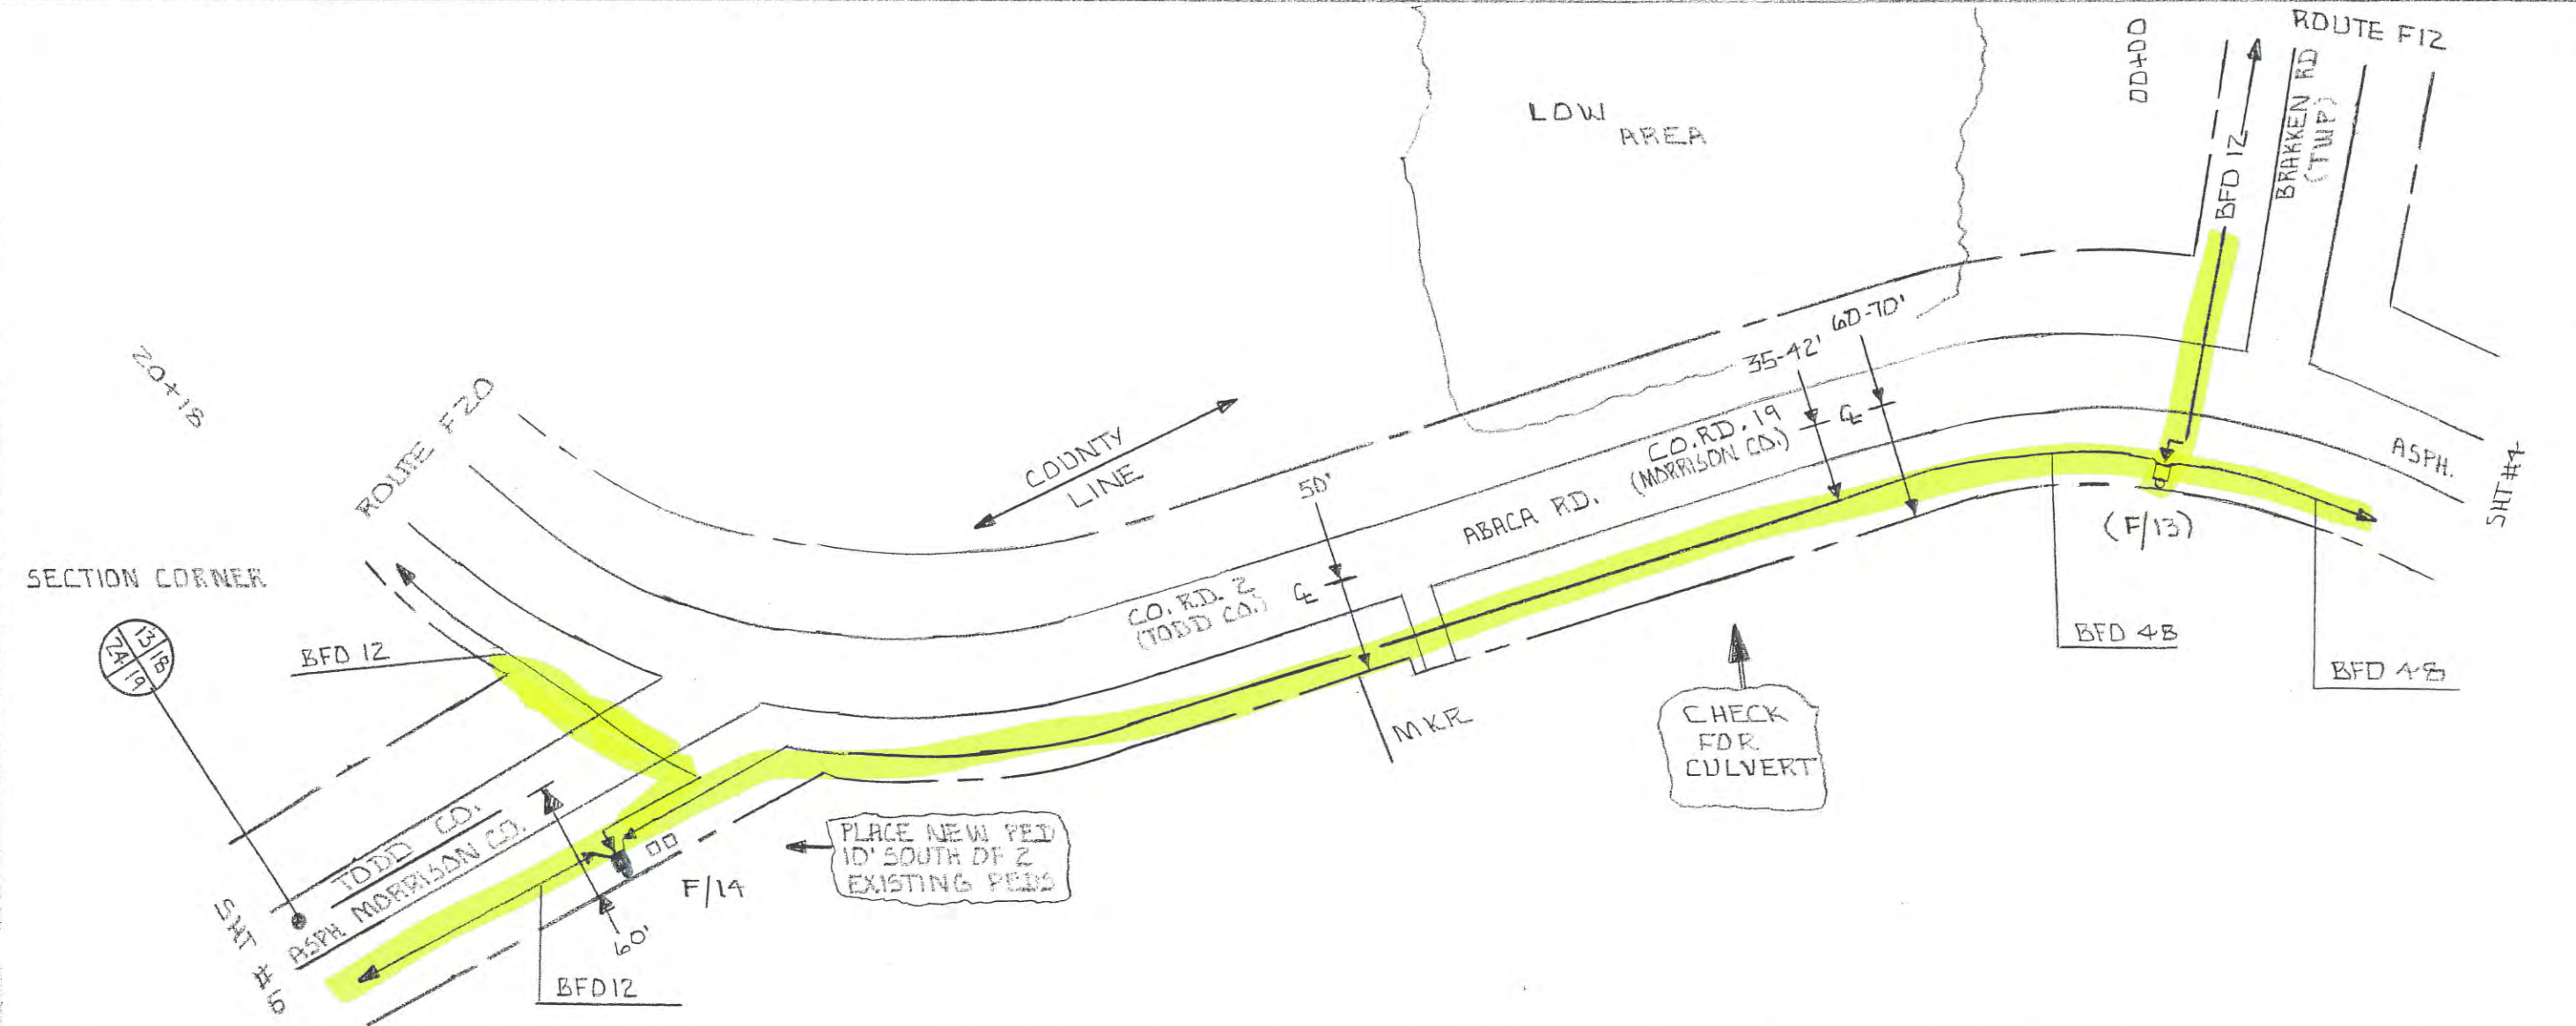 ROUTE F12
00+00
BFD 12
BRAKKEN RD
(TWP)
LOW
AREA
60-70'
35-42'
20+18
ROUTE F20
COUNTY
LINE
50'
CO. RD. 19
(MORRISON CO.)
℄
ABACA RD.
ASPH.
SHT #4
(F/13)
SECTION CORNER
13 18
24 19
BFD 12
CO. RD. 2
(TODD CO.)
℄
BFD 48
BFD 48
MKR
CHECK
FOR
CULVERT
TODD CO.
MORRISON CO.
ASPH
PLACE NEW PED
10' SOUTH OF 2
EXISTING PEDS
F/14
60'
SHT #
BFD12